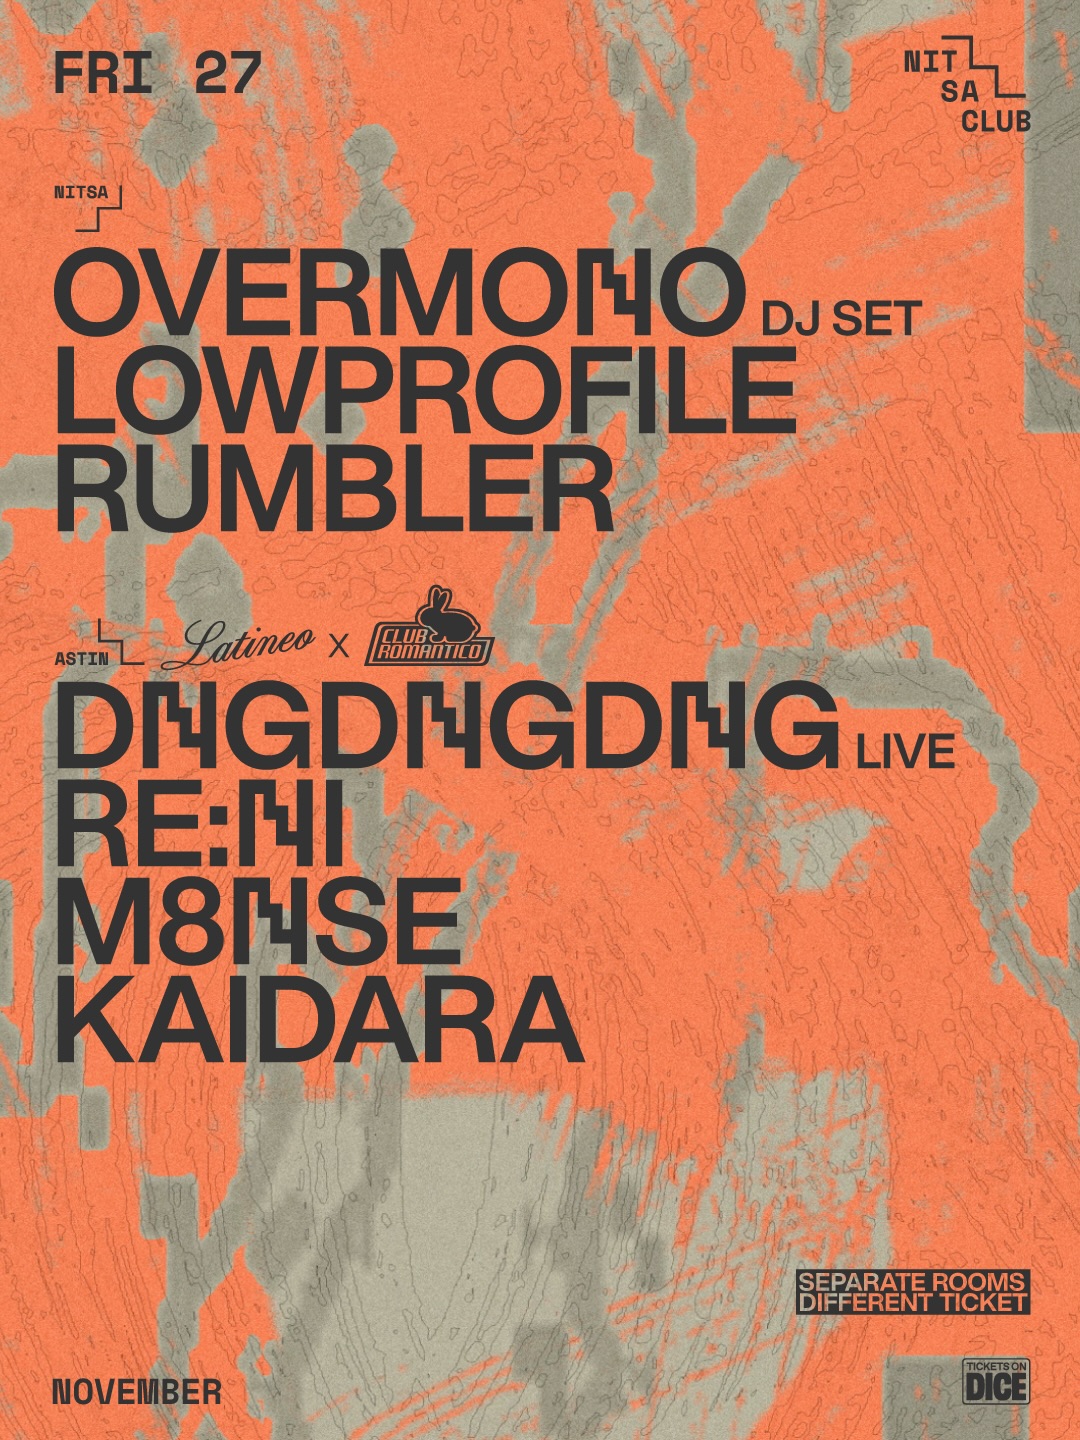 FRI 27
NIT
SA
CLUB
NITSA
OVERMONO DJ SET
LOWPROFILE
RUMBLER
ASTIN Latineo X CLUB ROMANTICO
DNGDNGDNG LIVE
RE:NI
M8NSE
KAIDARA
SEPARATE ROOMS
DIFFERENT TICKET
NOVEMBER
TICKETS ON
DICE